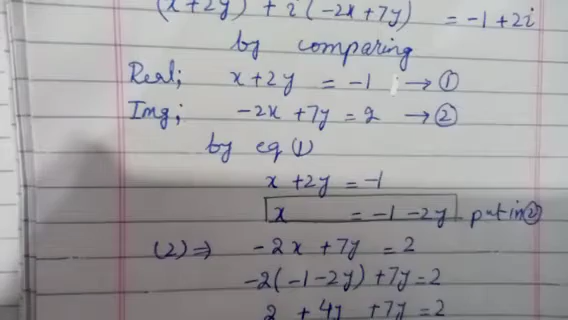 (x+2y) + i(-2x+7y) = -1+2i
by comparing
Real; x+2y = -1 ; → ①
Img; -2x +7y = 2 → ②
by eq (1)
x +2y = -1
x = -1 -2y put in ②
(2) ⇒ -2x +7y = 2
-2(-1-2y) +7y = 2
2 + 4y +7y = 2